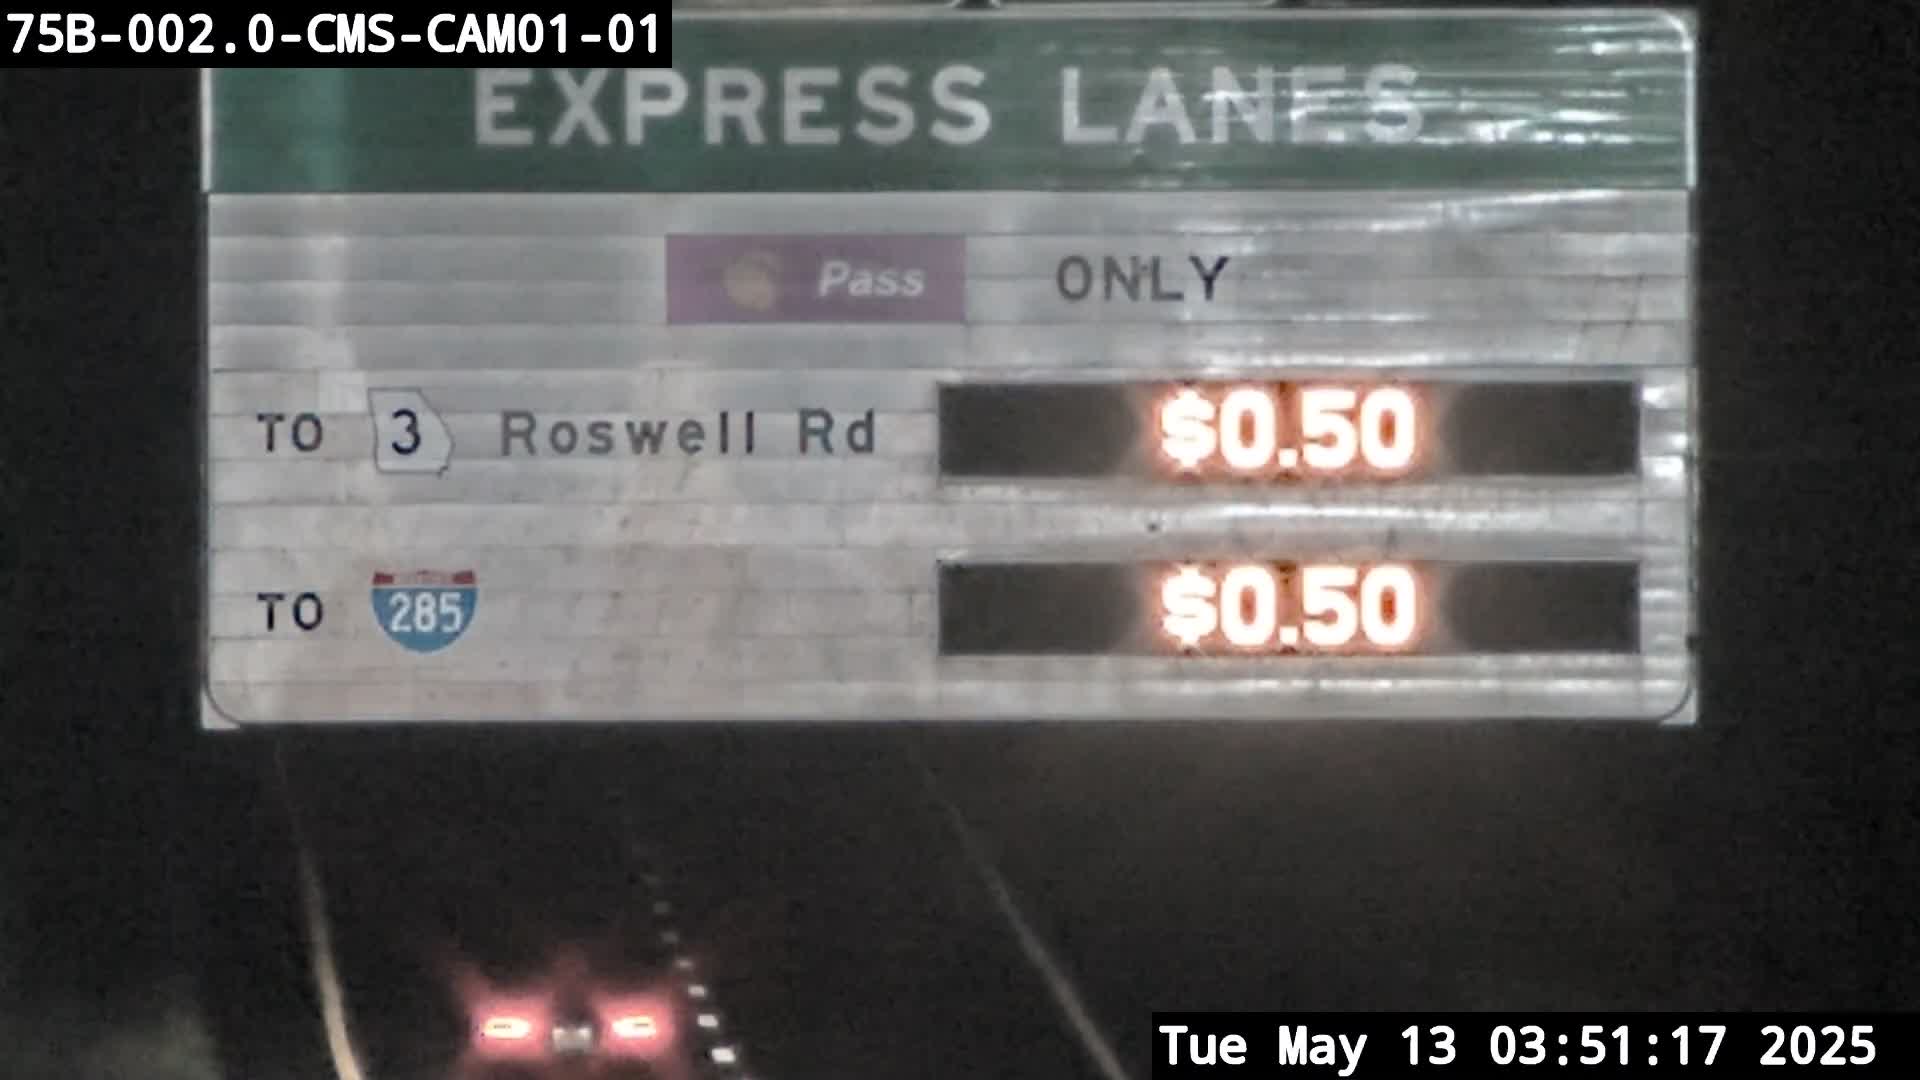 75B-002.0-CMS-CAM01-01
EXPRESS LANES
Pass ONLY
TO 3 Roswell Rd $0.50
TO 285 $0.50
Tue May 13 03:51:17 2025